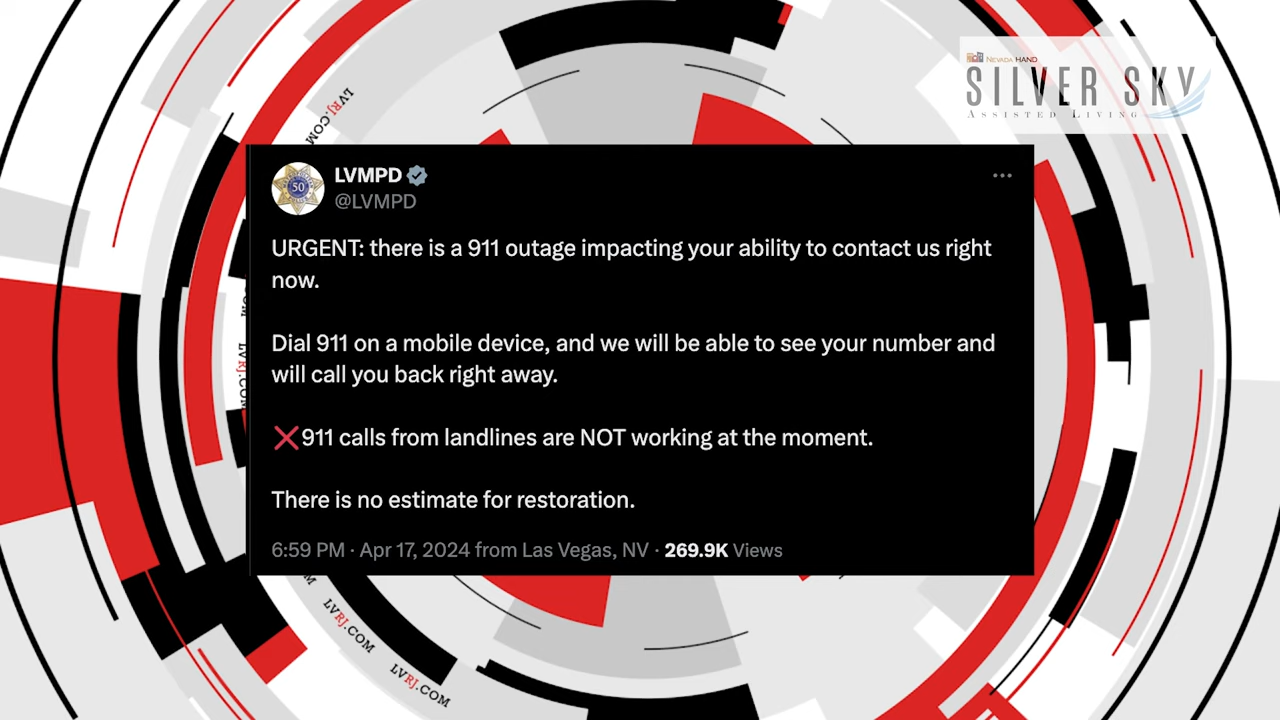 NEVADA HAND
SILVER SKY
ASSISTED LIVING
LVRJ.COM
LVMPD
@LVMPD
URGENT: there is a 911 outage impacting your ability to contact us right
now.
Dial 911 on a mobile device, and we will be able to see your number and
will call you back right away.
❌911 calls from landlines are NOT working at the moment.
There is no estimate for restoration.
6:59 PM · Apr 17, 2024 from Las Vegas, NV · 269.9K Views
LVRJ.COM
LVRJ.COM